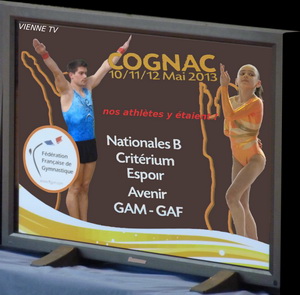 VIENNE TV
COGNAC
10/11/12 Mai 2013
nos athlètes y étaient !
Nationales B
Critérium
Espoir
Avenir
GAM - GAF
Fédération
Française de
Gymnastique